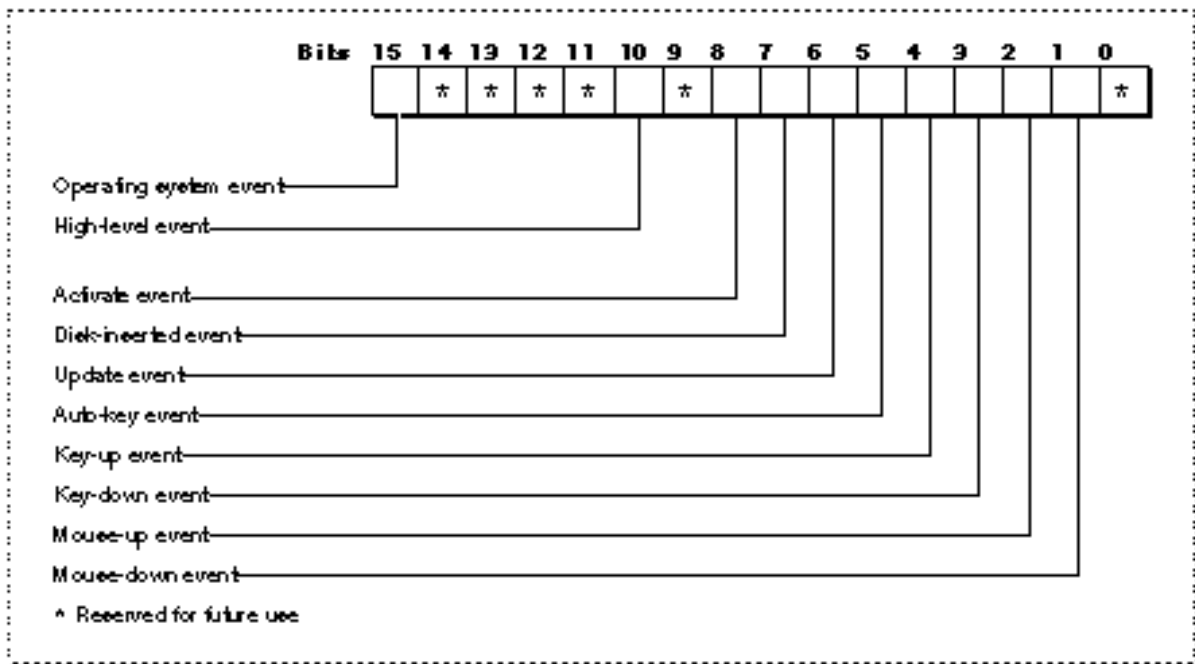 Bits 15 14 13 12 11 10 9 8 7 6 5 4 3 2 1 0
* * * * * *
Operating system event
High-level event
Activate event
Disk-inserted event
Update event
Auto-key event
Key-up event
Key-down event
Mouse-up event
Mouse-down event
* Reserved for future use